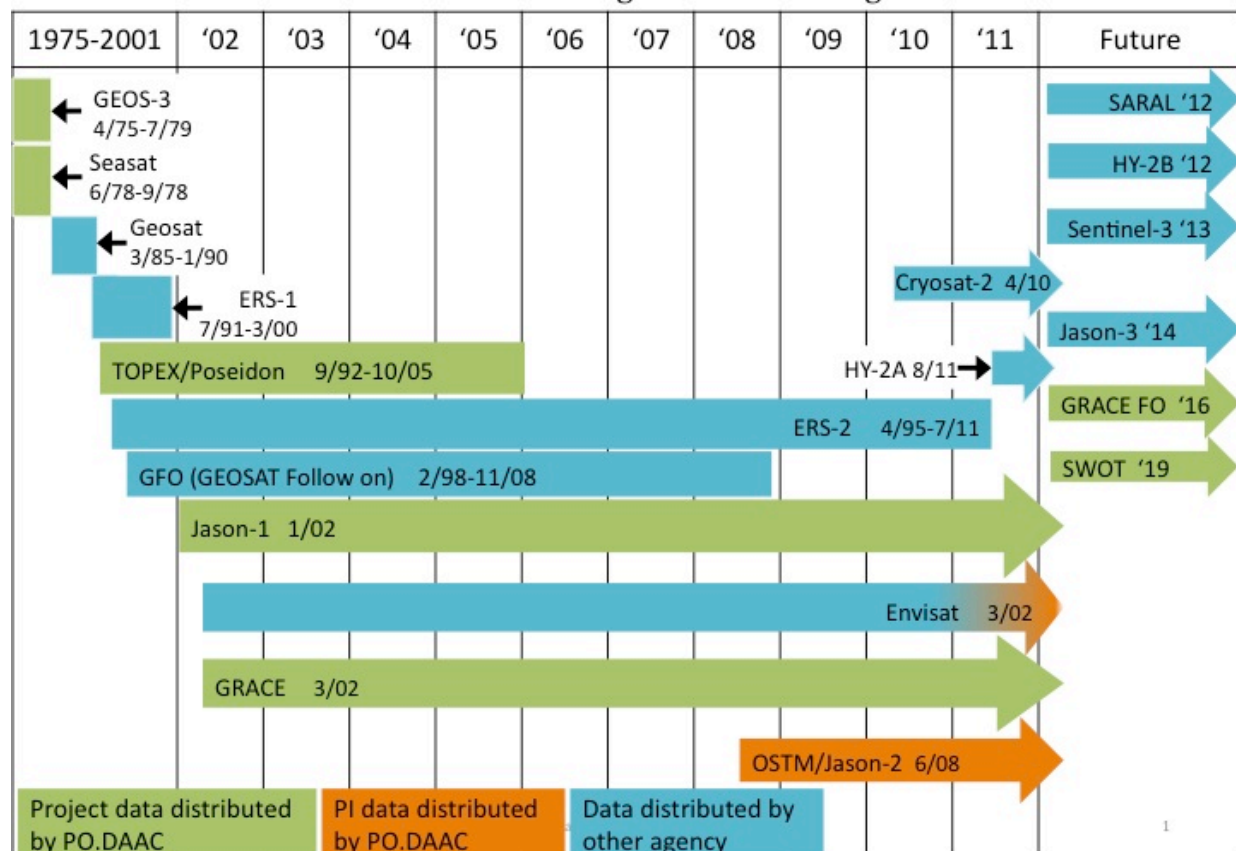 1975-2001 ‘02 ‘03 ‘04 ‘05 ‘06 ‘07 ‘08 ‘09 ‘10 ‘11 Future
GEOS-3
4/75-7/79
SARAL ‘12
Seasat
6/78-9/78
HY-2B ‘12
Geosat
3/85-1/90
Sentinel-3 ‘13
Cryosat-2 4/10
ERS-1
7/91-3/00
Jason-3 ‘14
TOPEX/Poseidon 9/92-10/05
HY-2A 8/11
GRACE FO ‘16
ERS-2 4/95-7/11
GFO (GEOSAT Follow on) 2/98-11/08
SWOT ‘19
Jason-1 1/02
Envisat 3/02
GRACE 3/02
OSTM/Jason-2 6/08
Project data distributed
by PO.DAAC
PI data distributed
by PO.DAAC
Data distributed by
other agency
1